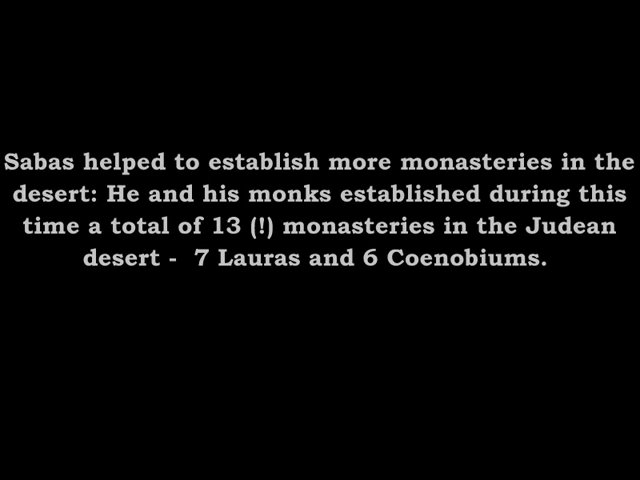 Sabas helped to establish more monasteries in the
desert: He and his monks established during this
time a total of 13 (!) monasteries in the Judean
desert -  7 Lauras and 6 Coenobiums.